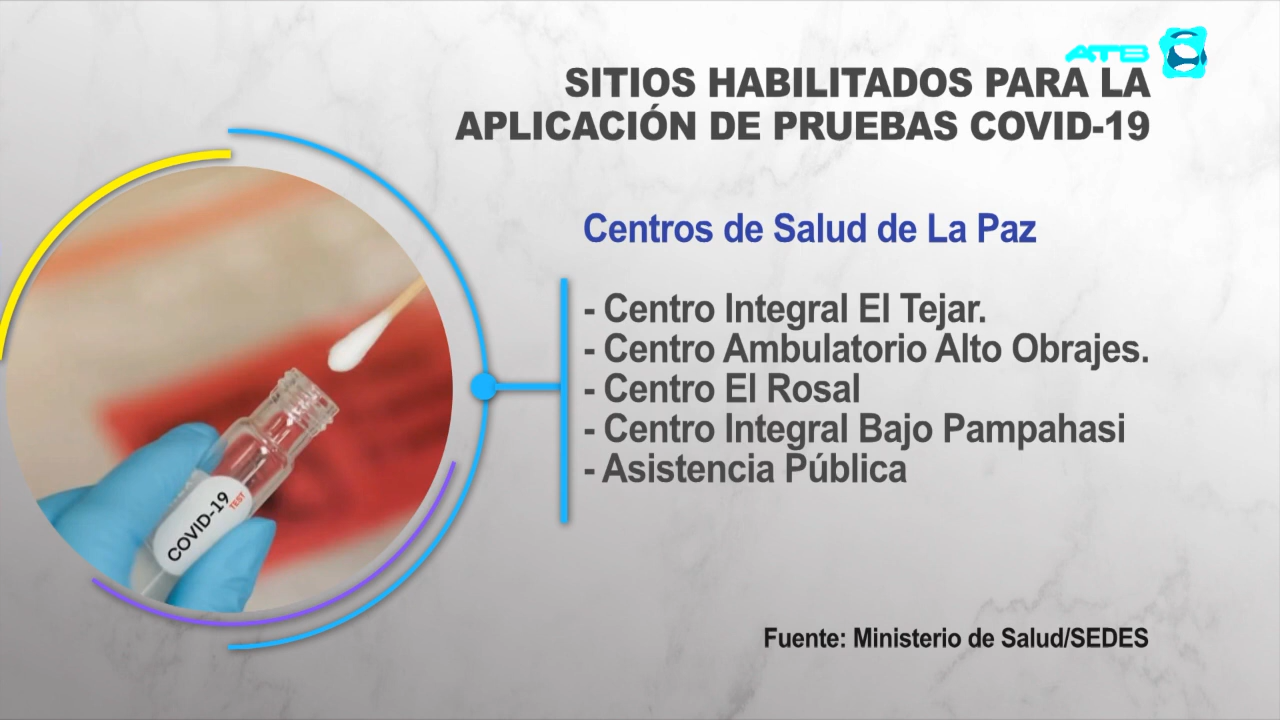 ATB
SITIOS HABILITADOS PARA LA
APLICACIÓN DE PRUEBAS COVID-19
Centros de Salud de La Paz
- Centro Integral El Tejar.
- Centro Ambulatorio Alto Obrajes.
- Centro El Rosal
- Centro Integral Bajo Pampahasi
- Asistencia Pública
COVID-19
TEST
Fuente: Ministerio de Salud/SEDES